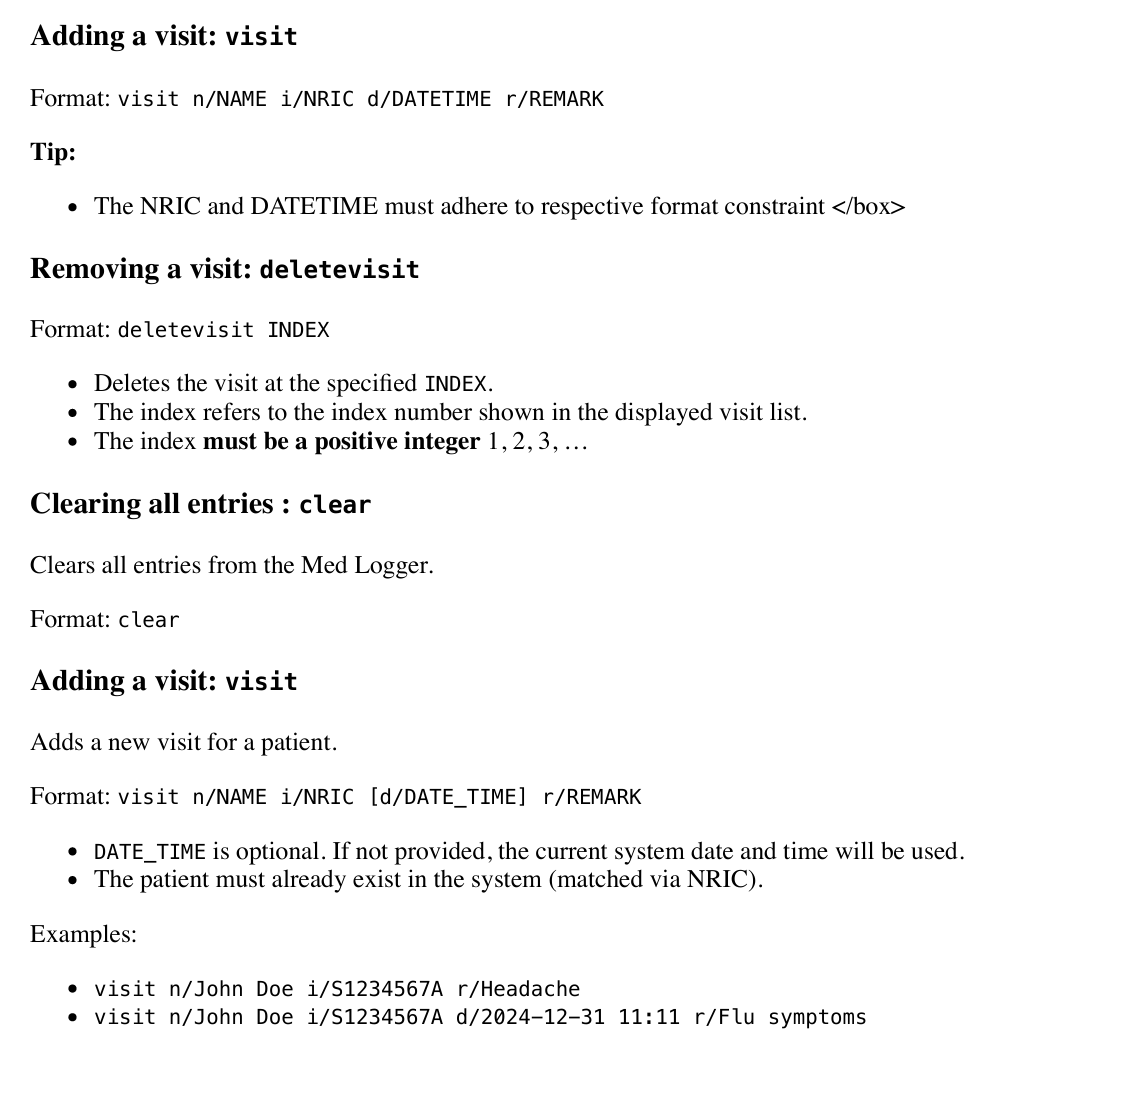 Adding a visit: visit
Format: visit n/NAME i/NRIC d/DATETIME r/REMARK
Tip:
• The NRIC and DATETIME must adhere to respective format constraint </box>
Removing a visit: deletevisit
Format: deletevisit INDEX
• Deletes the visit at the specified INDEX.
• The index refers to the index number shown in the displayed visit list.
• The index must be a positive integer 1, 2, 3, …
Clearing all entries : clear
Clears all entries from the Med Logger.
Format: clear
Adding a visit: visit
Adds a new visit for a patient.
Format: visit n/NAME i/NRIC [d/DATE_TIME] r/REMARK
• DATE_TIME is optional. If not provided, the current system date and time will be used.
• The patient must already exist in the system (matched via NRIC).
Examples:
• visit n/John Doe i/S1234567A r/Headache
• visit n/John Doe i/S1234567A d/2024-12-31 11:11 r/Flu symptoms